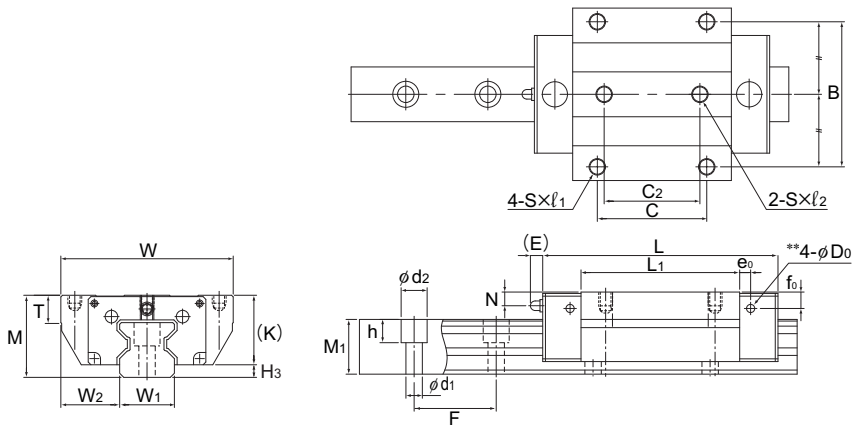 B
4-S×ℓ1
C2
C
2-S×ℓ2
W
(E)
L
**4-φD0
φd2
L1
e0
f0
T
M
(K)
N
h
M1
H3
W2
W1
φd1
F